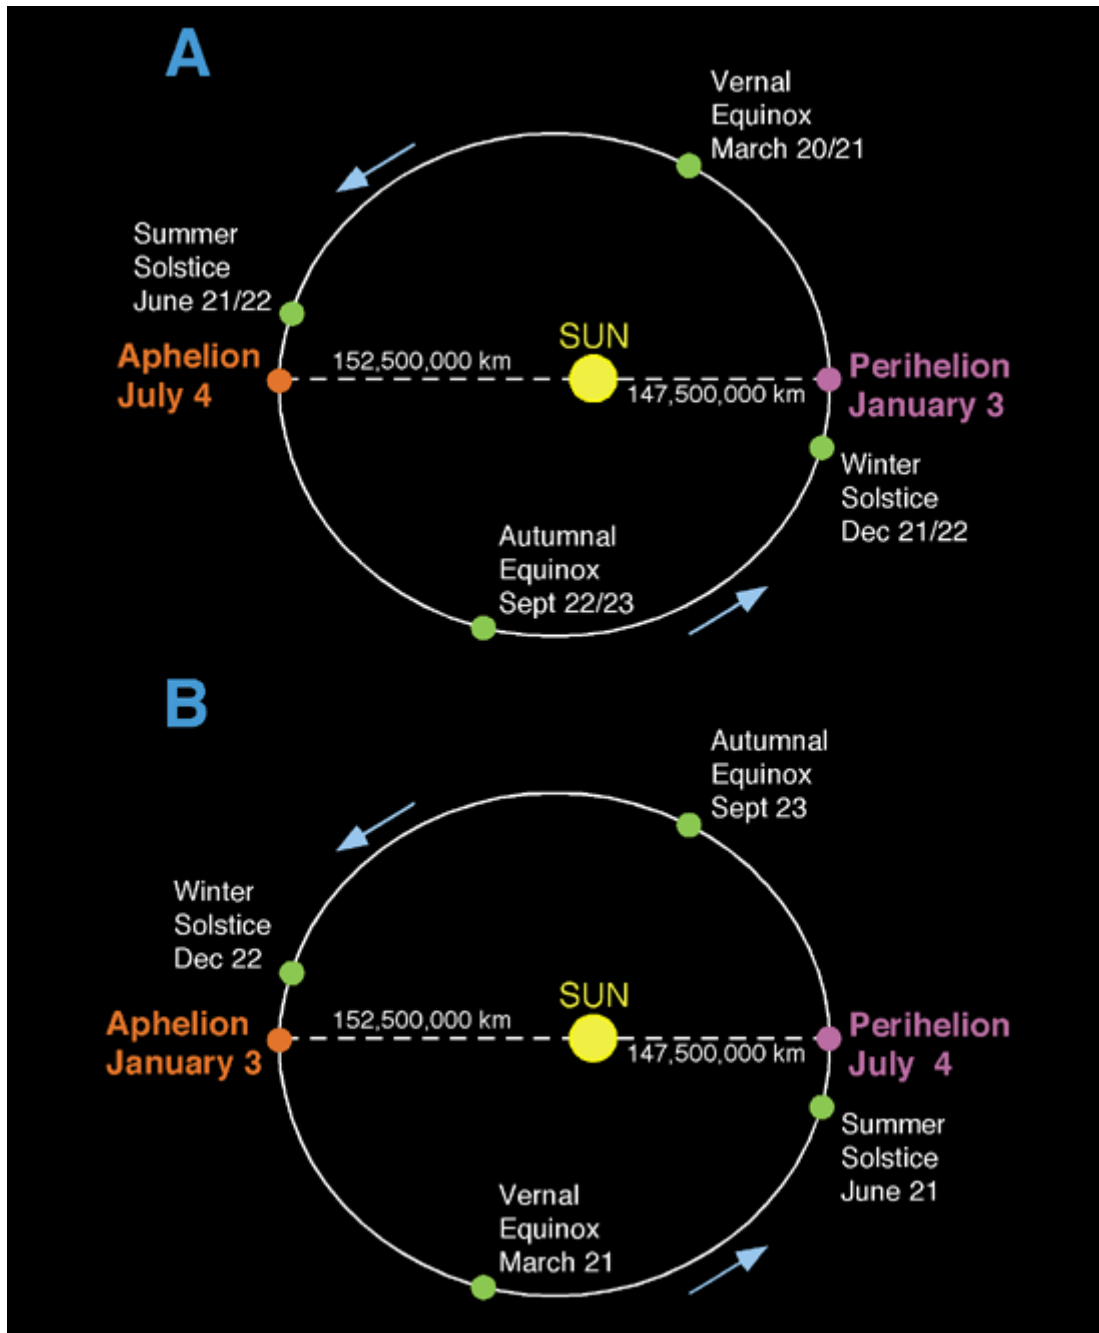 A
Vernal
Equinox
March 20/21
Summer
Solstice
June 21/22
SUN
Aphelion
July 4
152,500,000 km
147,500,000 km
Perihelion
January 3
Winter
Solstice
Dec 21/22
Autumnal
Equinox
Sept 22/23
B
Autumnal
Equinox
Sept 23
Winter
Solstice
Dec 22
SUN
Aphelion
January 3
152,500,000 km
147,500,000 km
Perihelion
July 4
Summer
Solstice
June 21
Vernal
Equinox
March 21